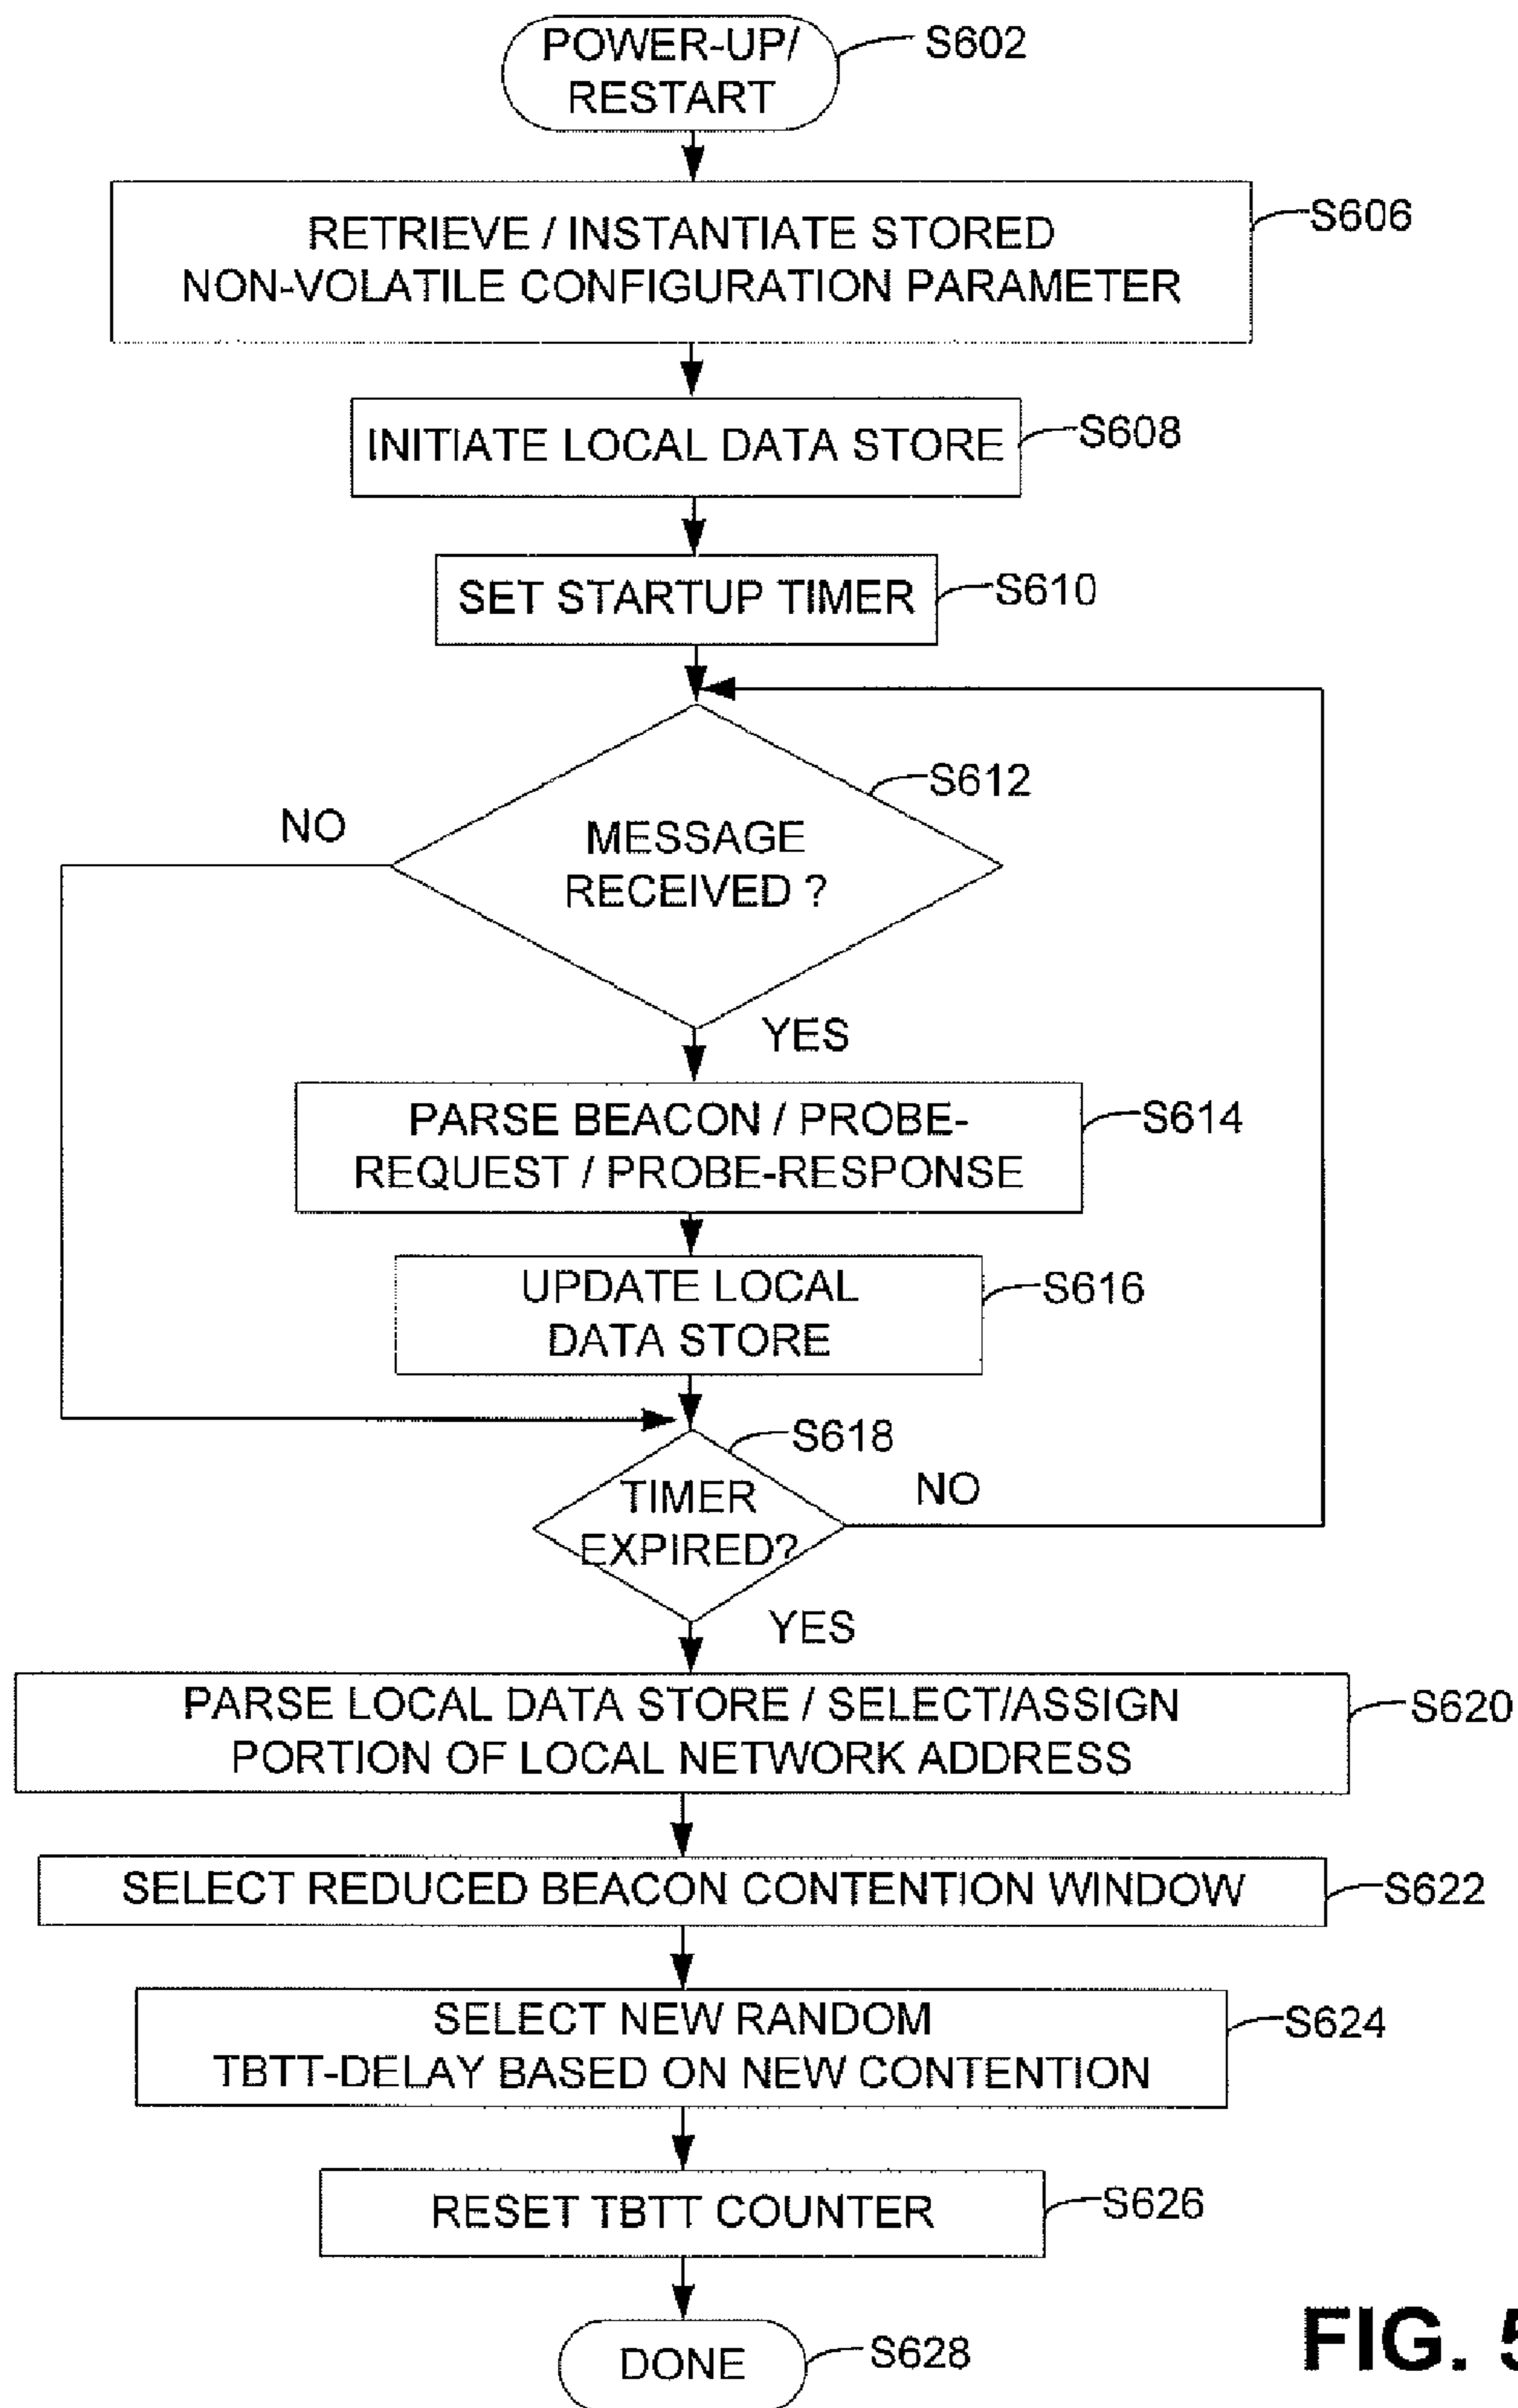 POWER-UP/
RESTART
S602
RETRIEVE / INSTANTIATE STORED
NON-VOLATILE CONFIGURATION PARAMETER
S606
INITIATE LOCAL DATA STORE
S608
SET STARTUP TIMER
S610
S612
NO
MESSAGE
RECEIVED ?
YES
PARSE BEACON / PROBE-
REQUEST / PROBE-RESPONSE
S614
UPDATE LOCAL
DATA STORE
S616
S618
TIMER
EXPIRED?
NO
YES
PARSE LOCAL DATA STORE / SELECT/ASSIGN
PORTION OF LOCAL NETWORK ADDRESS
S620
SELECT REDUCED BEACON CONTENTION WINDOW
S622
SELECT NEW RANDOM
TBTT-DELAY BASED ON NEW CONTENTION
S624
RESET TBTT COUNTER
S626
DONE
S628
FIG. 5